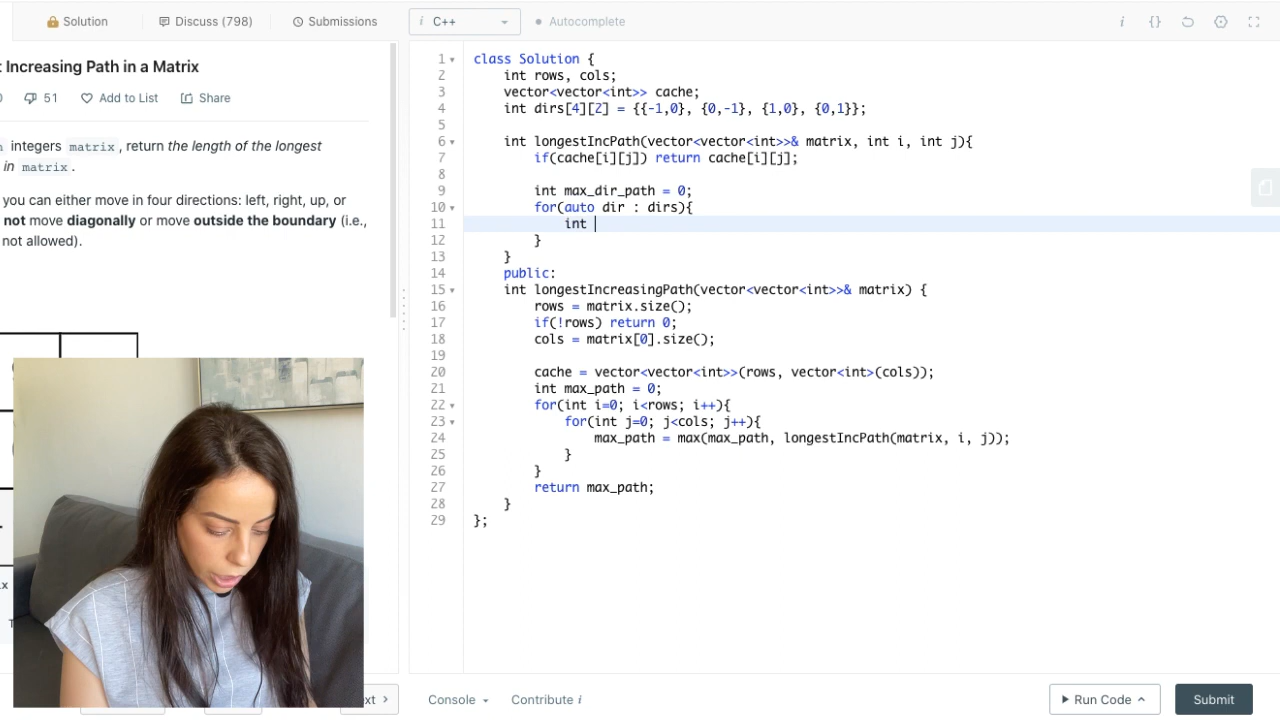 Solution
Discuss (798)
Submissions
i C++
Autocomplete
i {}
Increasing Path in a Matrix
51
Add to List
Share
integers matrix, return the length of the longest
in matrix.
you can either move in four directions: left, right, up, or
not move diagonally or move outside the boundary (i.e.,
not allowed).
1 class Solution {
2 int rows, cols;
3 vector<vector<int>> cache;
4 int dirs[4][2] = {{-1,0}, {0,-1}, {1,0}, {0,1}};
5
6 int longestIncPath(vector<vector<int>>& matrix, int i, int j){
7 if(cache[i][j]) return cache[i][j];
8
9 int max_dir_path = 0;
10 for(auto dir : dirs){
11 int
12 }
13 }
14 public:
15 int longestIncreasingPath(vector<vector<int>>& matrix) {
16 rows = matrix.size();
17 if(!rows) return 0;
18 cols = matrix[0].size();
19
20 cache = vector<vector<int>>(rows, vector<int>(cols));
21 int max_path = 0;
22 for(int i=0; i<rows; i++){
23 for(int j=0; j<cols; j++){
24 max_path = max(max_path, longestIncPath(matrix, i, j));
25 }
26 }
27 return max_path;
28 }
29 };
xt >
Console
Contribute i
Run Code
Submit